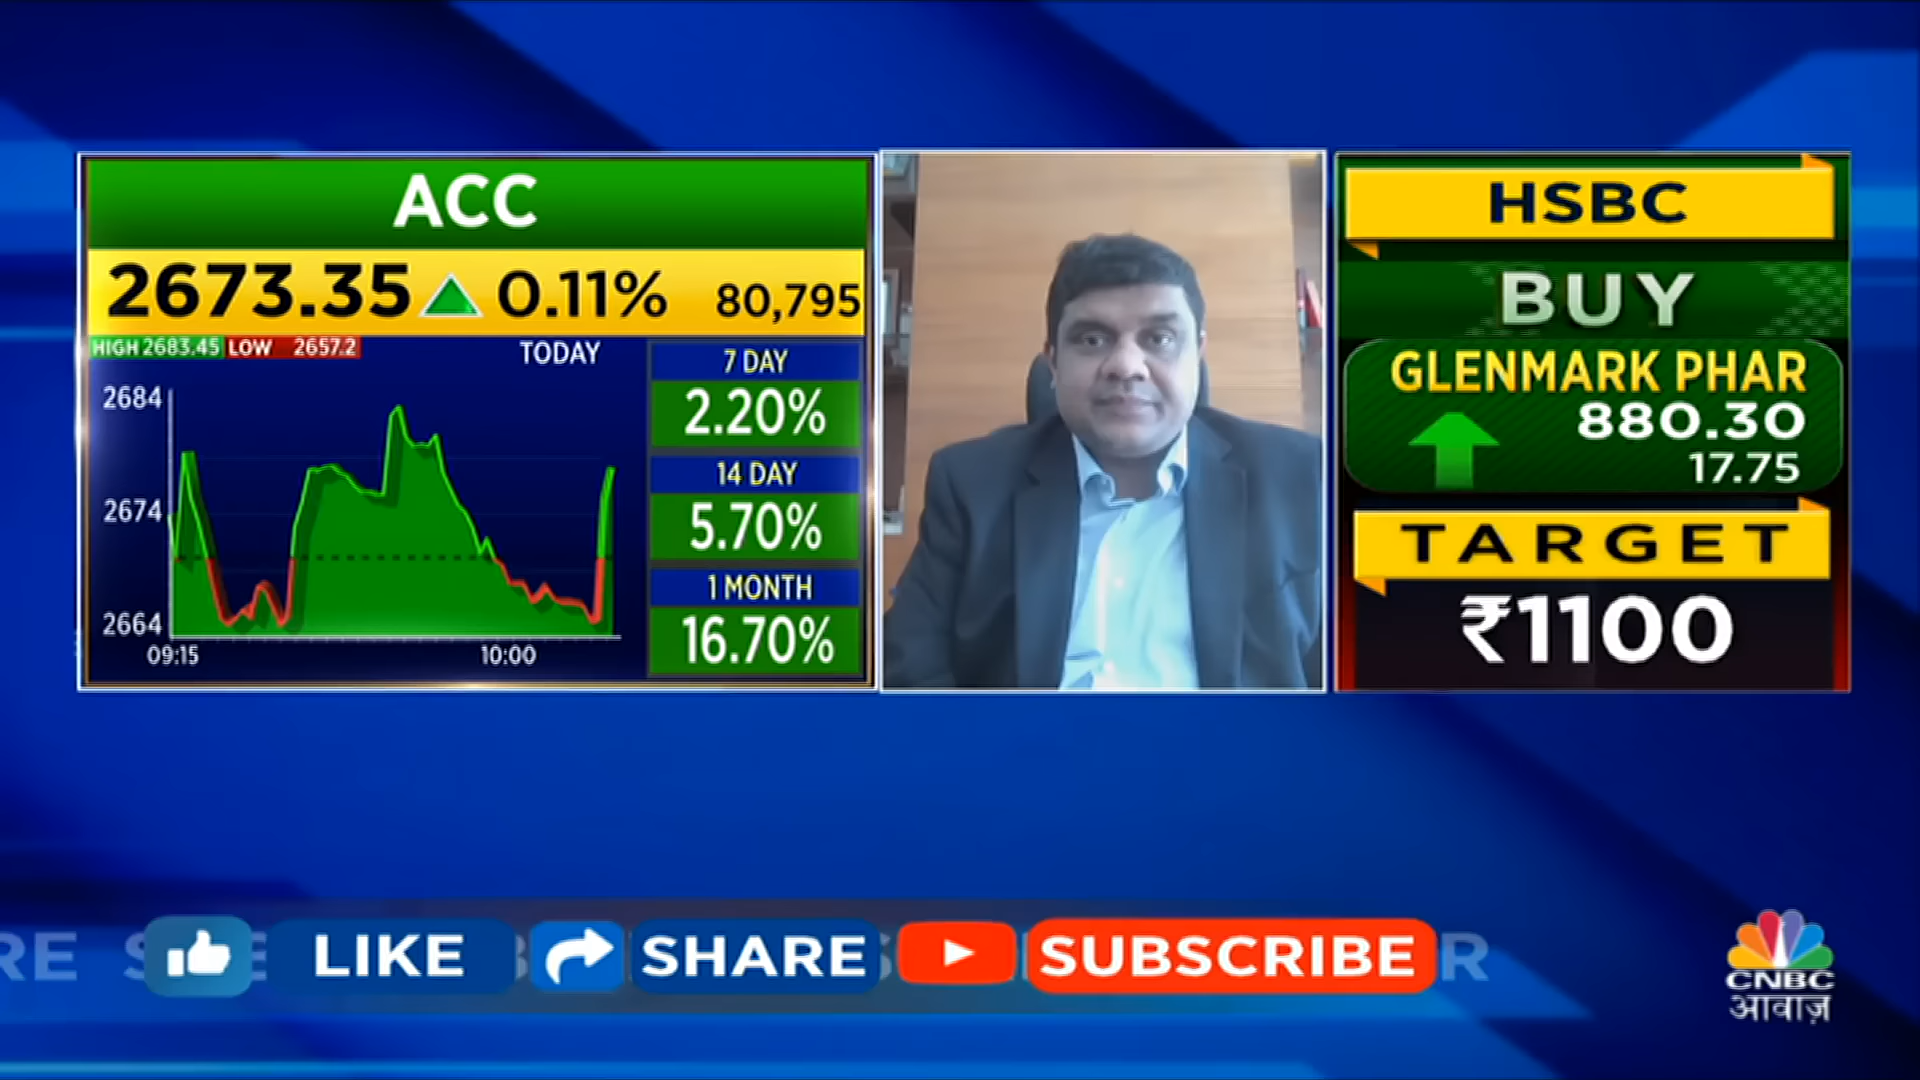 ACC
2673.35 0.11% 80,795
HIGH 2683.45 LOW 2657.2
TODAY
2684
2674
2664
09:15 10:00
7 DAY
2.20%
14 DAY
5.70%
1 MONTH
16.70%
HSBC
BUY
GLENMARK PHAR
880.30
17.75
TARGET
₹1100
LIKE SHARE SUBSCRIBE
CNBC
आवाज़